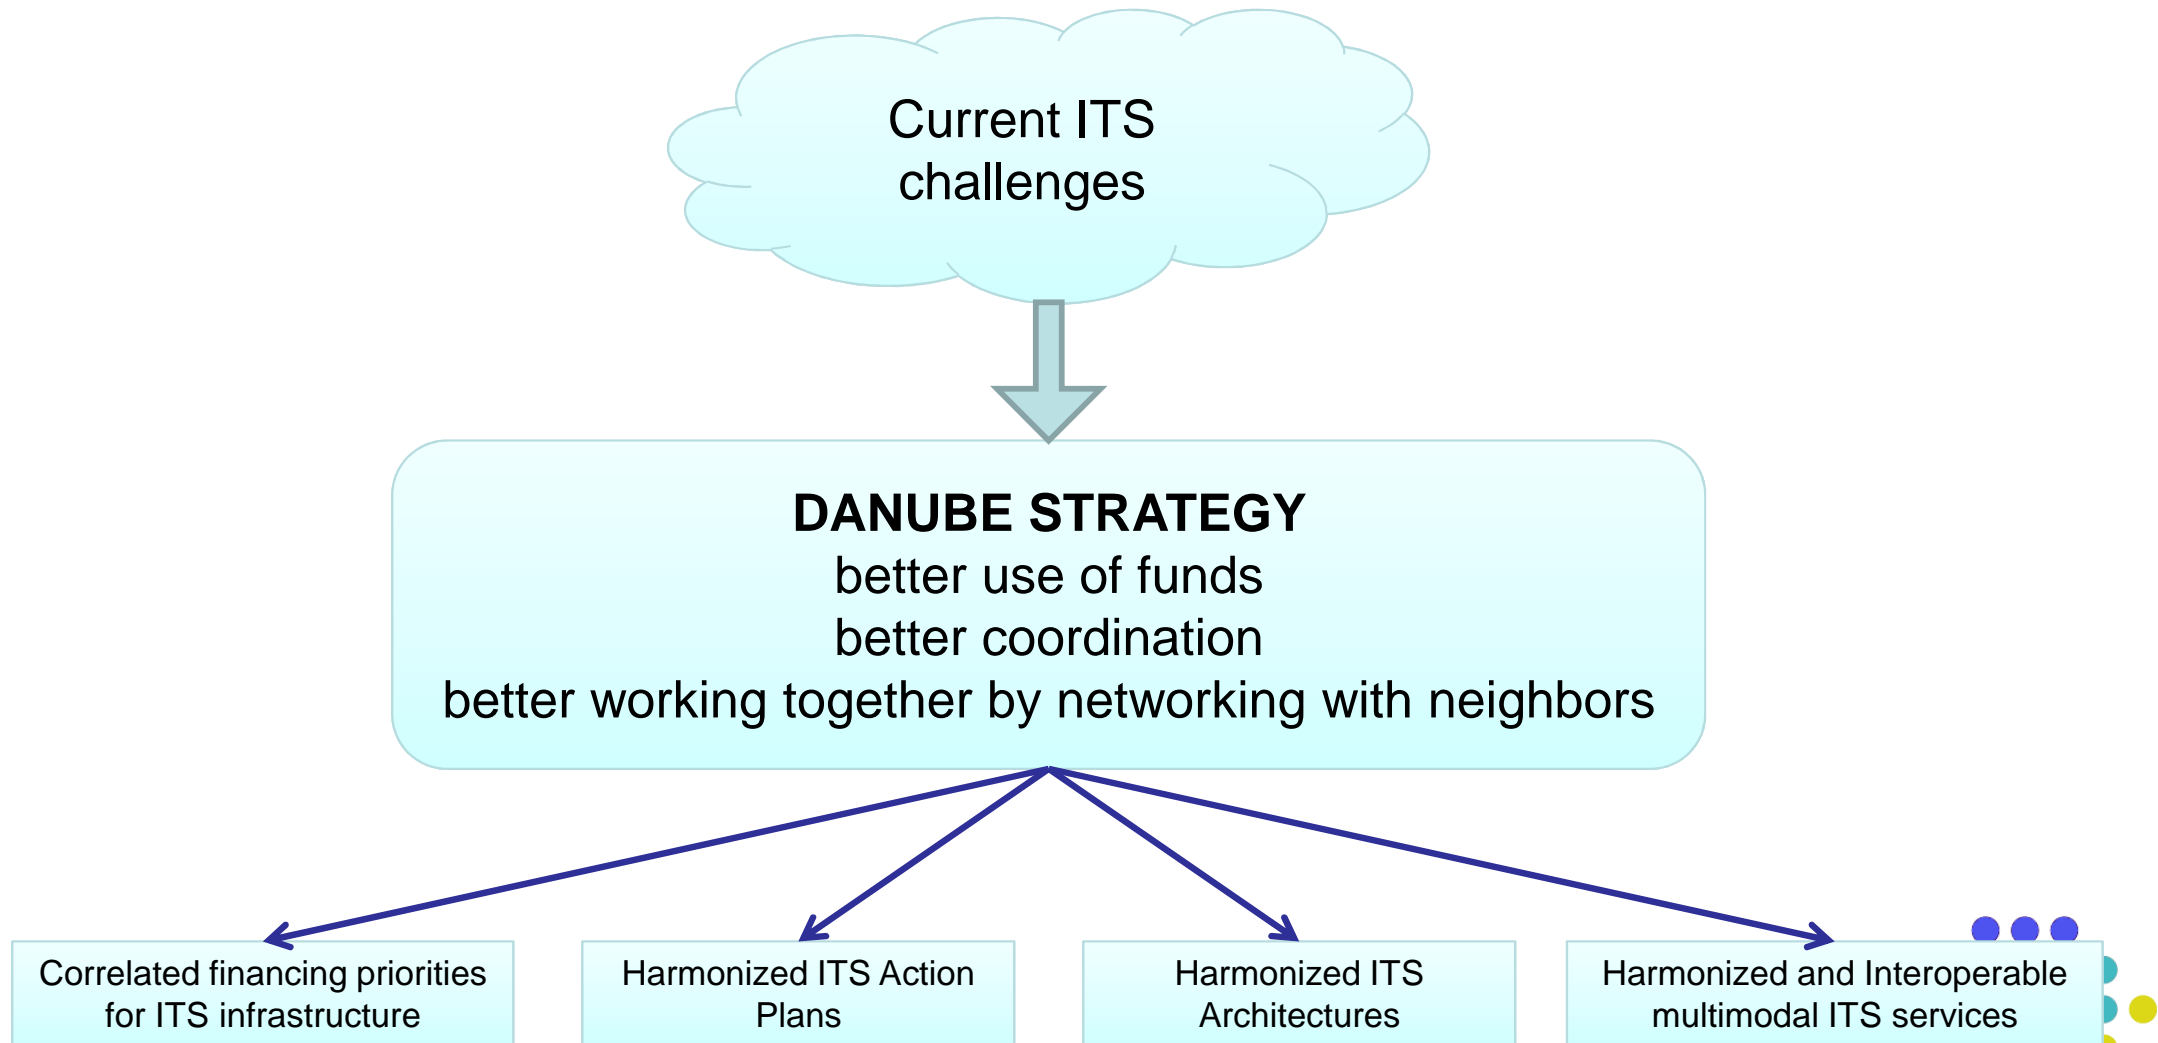 Current ITS
challenges
DANUBE STRATEGY
better use of funds
better coordination
better working together by networking with neighbors
Correlated financing priorities
for ITS infrastructure
Harmonized ITS Action
Plans
Harmonized ITS
Architectures
Harmonized and Interoperable
multimodal ITS services